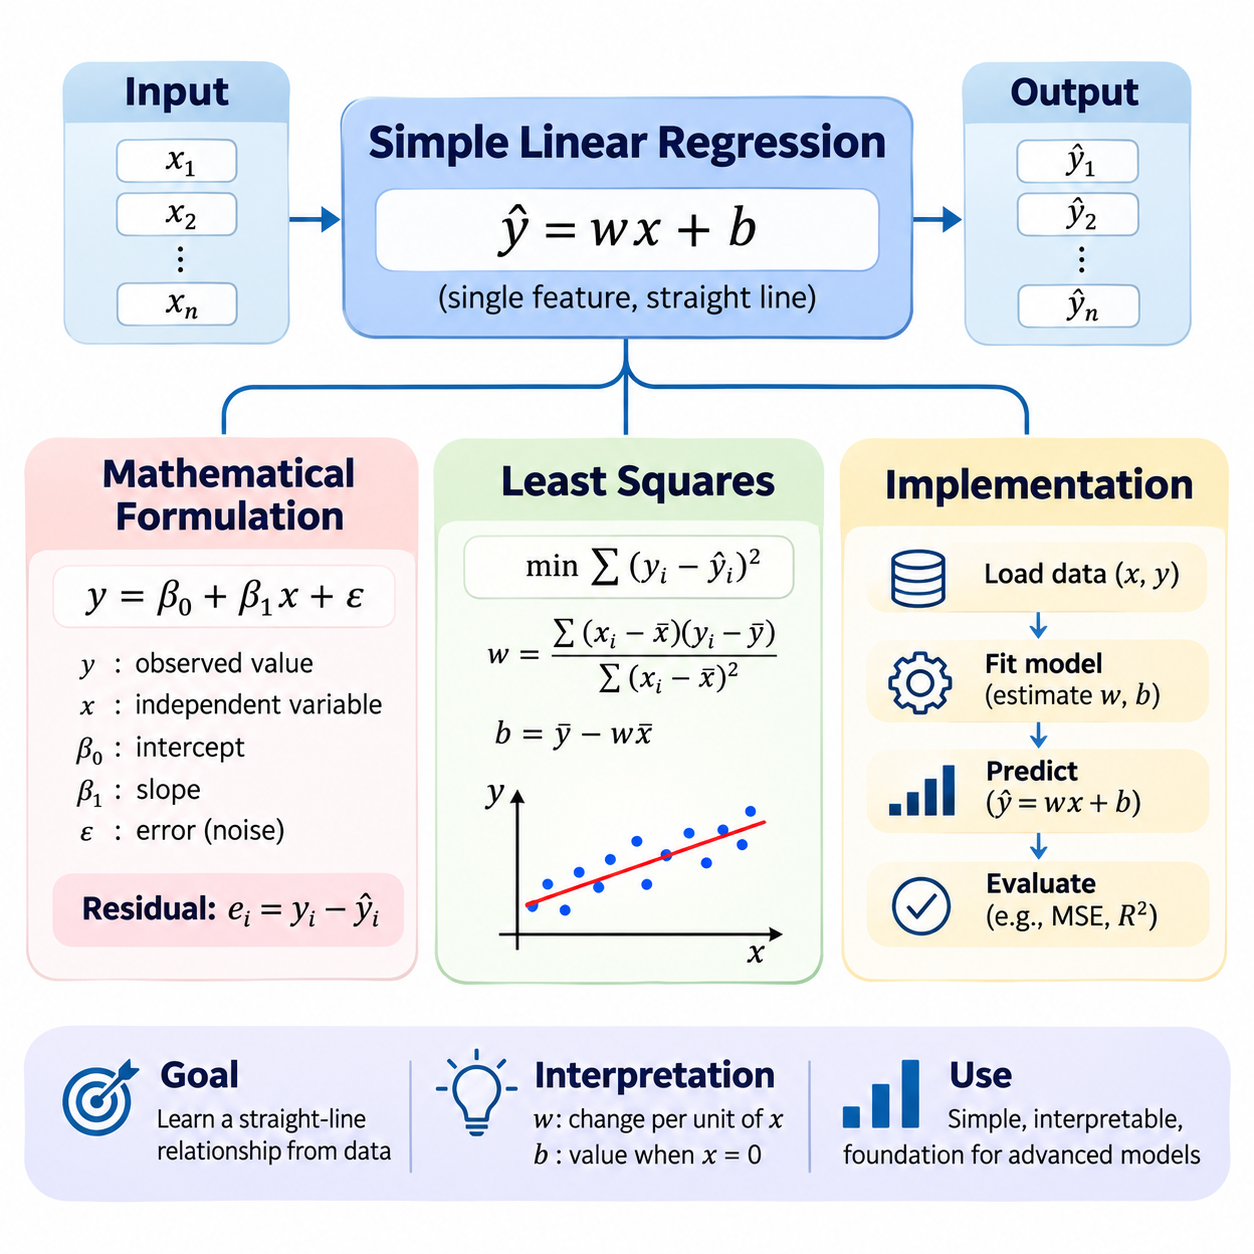 Input
x₁
x₂
⋮
xₙ
Simple Linear Regression
ŷ = wx + b
(single feature, straight line)
Output
ŷ₁
ŷ₂
⋮
ŷₙ
Mathematical
Formulation
y = β₀ + β₁x + ε
y : observed value
x : independent variable
β₀ : intercept
β₁ : slope
ε : error (noise)
Residual: eᵢ = yᵢ − ŷᵢ
Least Squares
min ∑ (yᵢ − ŷᵢ)²
w = ∑ (xᵢ − x̄)(yᵢ − ȳ) / ∑ (xᵢ − x̄)²
b = ȳ − wx̄
y
x
Implementation
Load data (x, y)
Fit model
(estimate w, b)
Predict
(ŷ = wx + b)
Evaluate
(e.g., MSE, R²)
Goal
Learn a straight-line
relationship from data
Interpretation
w: change per unit of x
b : value when x = 0
Use
Simple, interpretable,
foundation for advanced models